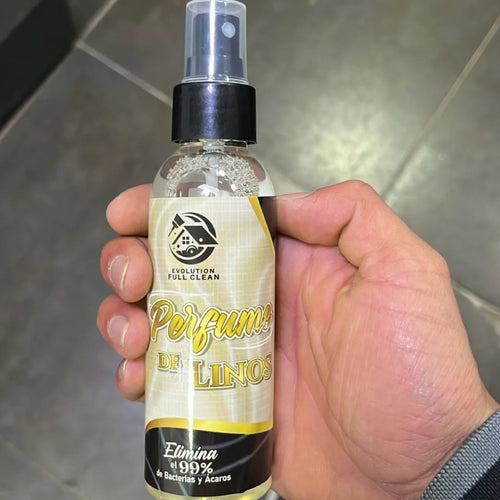 EVOLUTION
FULL CLEAN
Perfume
DE LINOS
Elimina
el 99%
de Bacterias y Ácaros